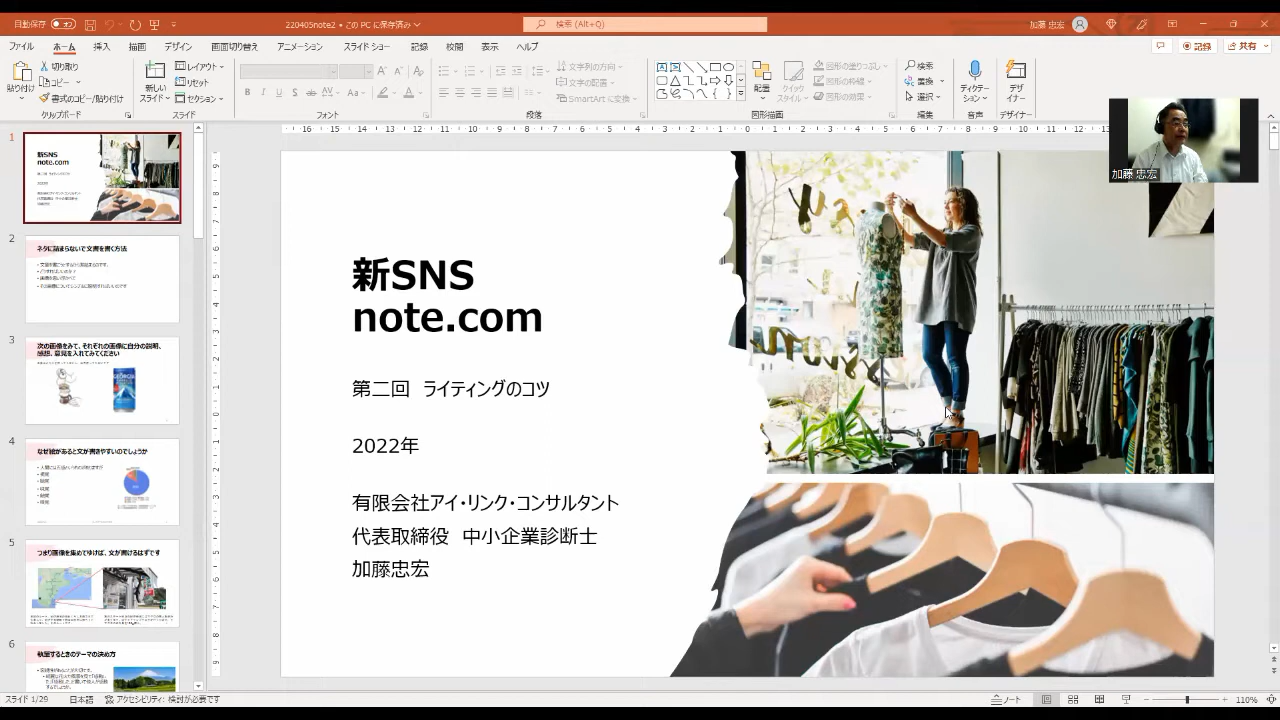 自動保存
オフ
220405note2 • この PC に保存済み
検索 (Alt+Q)
加藤 忠宏
ファイル ホーム 挿入 描画 デザイン 画面切り替え アニメーション スライド ショー 記録 校閲 表示 ヘルプ
記録
共有
貼り付け
切り取り
コピー
書式のコピー/貼り付け
クリップボード
新しい
スライド
レイアウト
リセット
セクション
スライド
フォント
文字列の方向
文字の配置
SmartArt に変換
段落
配置
クイック
スタイル
図形の塗りつぶし
図形の枠線
図形の効果
図形描画
検索
置換
選択
編集
ディクテー
ション
音声
デザ
イナー
デザイナー
加藤 忠宏
1
新SNS
note.com
2
ネタに詰まらないで文書を書く方法
3
次の画像をみて、それぞれの画像に自分の説明、
感想、意見を入れてみてください
4
なぜ絵があると文が書きやすいのでしょうか
5
つまり画像を集めてゆけば、文が書けるはずです
6
執筆するときのテーマの決め方
新SNS
note.com
第二回 ライティングのコツ
2022年
有限会社アイ・リンク・コンサルタント
代表取締役 中小企業診断士
加藤忠宏
スライド 1/29
日本語
アクセシビリティ: 検討が必要です
ノート
110%